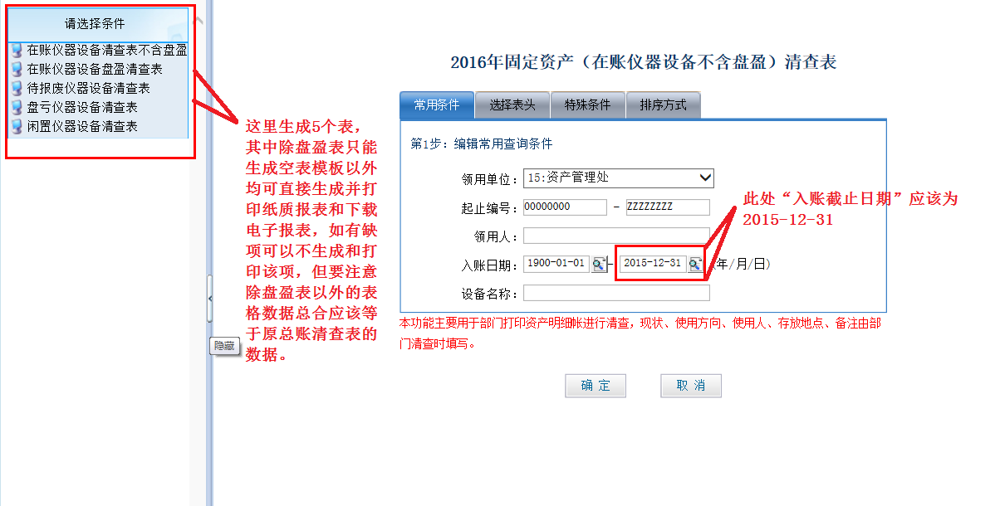 请选择条件
在账仪器设备清查表不含盘盈
在账仪器设备盘盈清查表
待报废仪器设备清查表
盘亏仪器设备清查表
闲置仪器设备清查表
这里生成5个表，
其中除盘盈表只能
生成空表模板以外
均可直接生成并打
印纸质报表和下载
电子报表，如有缺
项可以不生成和打
印该项，但要注意
除盘盈表以外的表
格数据总合应该等
于原总账清查表的
数据。
隐藏
2016年固定资产（在账仪器设备不含盘盈）清查表
常用条件 选择表头 特殊条件 排序方式
第1步：编辑常用查询条件
领用单位： 15:资产管理处
起止编号： 00000000 - ZZZZZZZZ
领用人：
入账日期： 1900-01-01 - 2015-12-31 (年/月/日)
设备名称：
此处“入账截止日期”应该为
2015-12-31
本功能主要用于部门打印资产明细帐进行清查，现状、使用方向、使用人、存放地点、备注由部
门清查时填写。
确 定 取 消